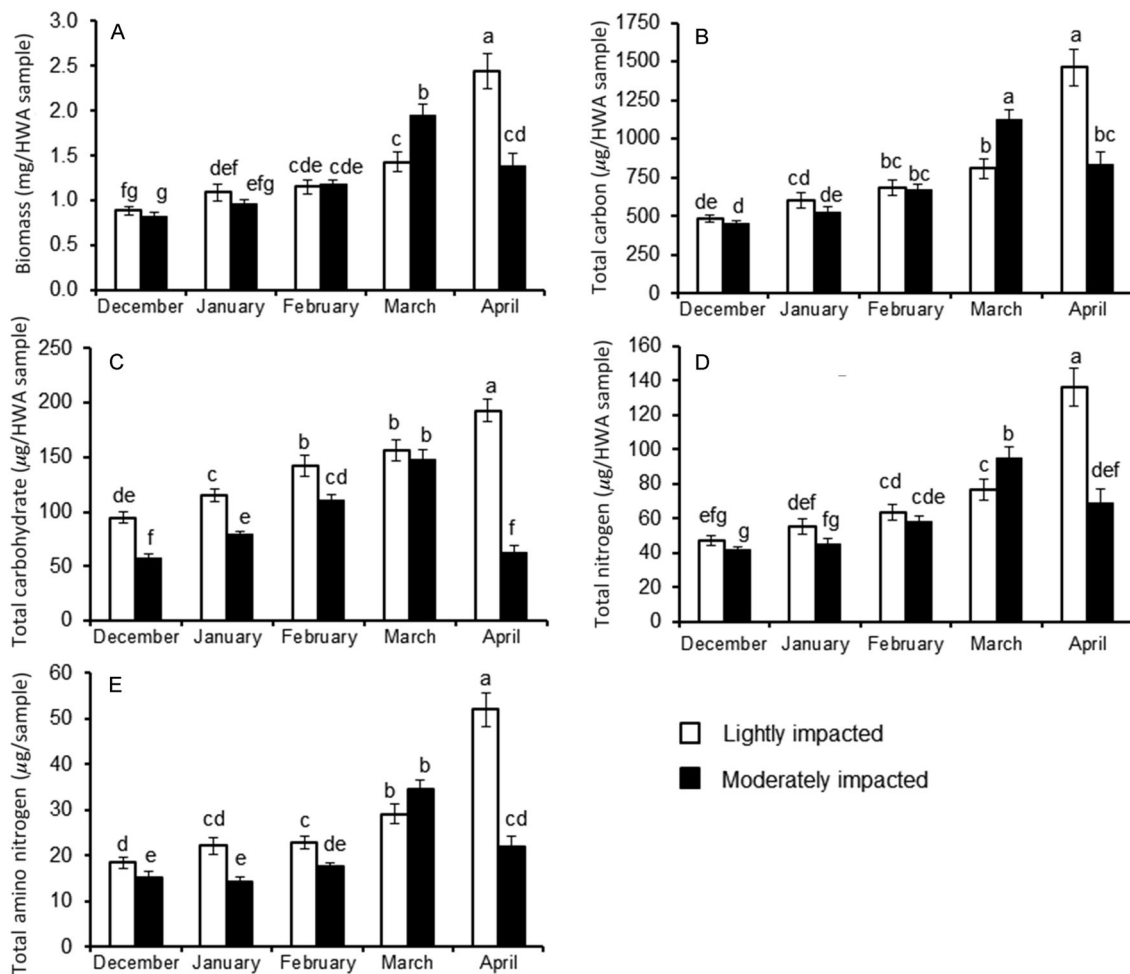 A
Biomass (mg/HWA sample)
3.0
2.5
2.0
1.5
1.0
0.5
0.0
fg g def efg cde cde c b a cd
December January February March April
B
Total carbon (µg/HWA sample)
1750
1500
1250
1000
750
500
250
0
de d cd de bc bc b a a bc
December January February March April
C
Total carbohydrate (µg/HWA sample)
250
200
150
100
50
0
de f c e b cd b b a f
December January February March April
D
Total nitrogen (µg/HWA sample)
160
140
120
100
80
60
40
20
0
efg g def fg cd cde c b a def
December January February March April
E
Total amino nitrogen (µg/sample)
60
50
40
30
20
10
0
d e cd e c de b b a cd
December January February March April
Lightly impacted
Moderately impacted